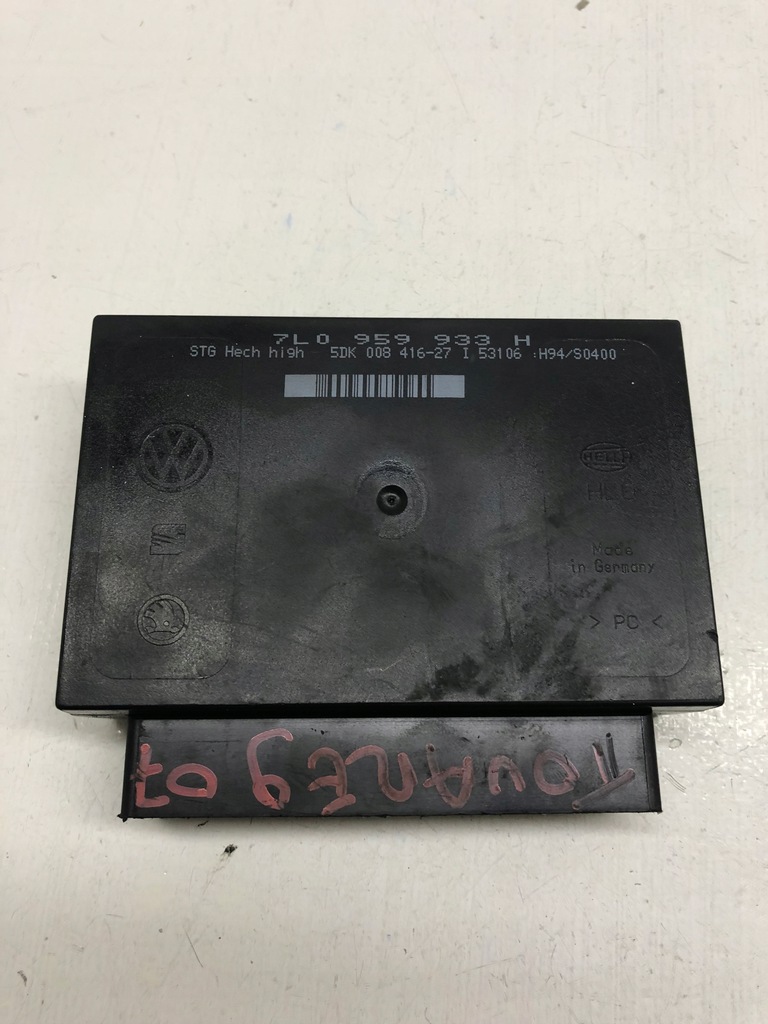 7L0 959 933 H
STG Hech high 5DK 008 416-27 I 53106 :H94/S0400
HELLA
Made
in Germany
> PC <
TOUAREG 07